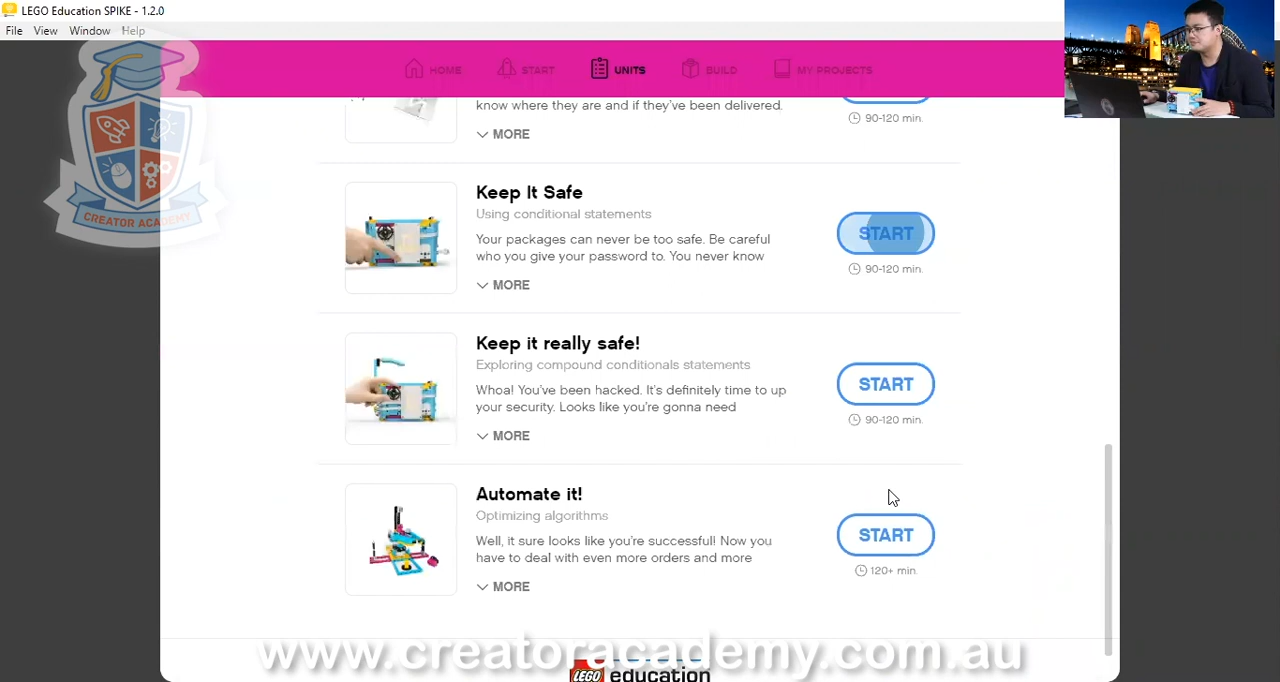 LEGO Education SPIKE - 1.2.0
File View Window Help
HOME START UNITS BUILD MY PROJECTS
know where they are and if they've been delivered.
90-120 min.
MORE
Keep It Safe
Using conditional statements
Your packages can never be too safe. Be careful
who you give your password to. You never know
MORE
START
90-120 min.
Keep it really safe!
Exploring compound conditionals statements
Whoa! You've been hacked. It's definitely time to up
your security. Looks like you're gonna need
MORE
START
90-120 min.
Automate it!
Optimizing algorithms
Well, it sure looks like you're successful! Now you
have to deal with even more orders and more
MORE
START
120+ min.
CREATOR ACADEMY
www.creatoracademy.com.au
LEGO education